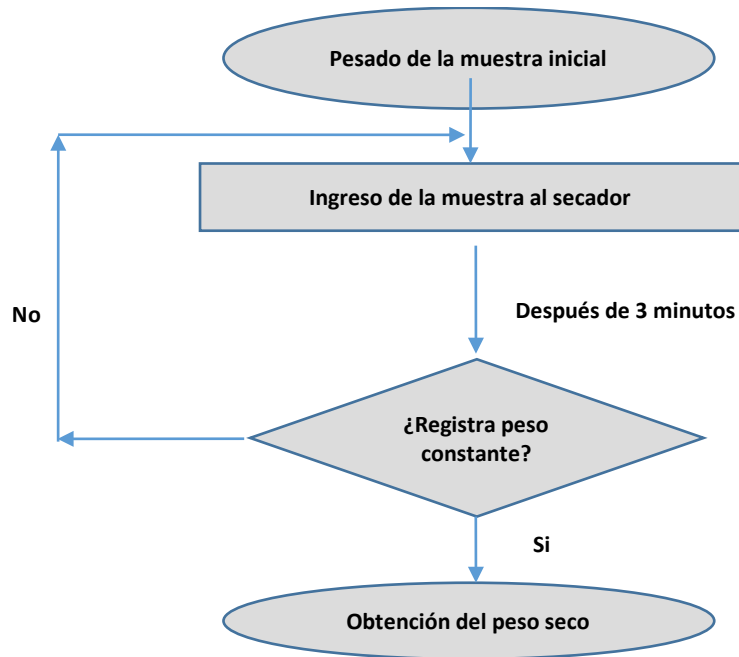 Pesado de la muestra inicial
Ingreso de la muestra al secador
Después de 3 minutos
No
¿Registra peso
constante?
Si
Obtención del peso seco